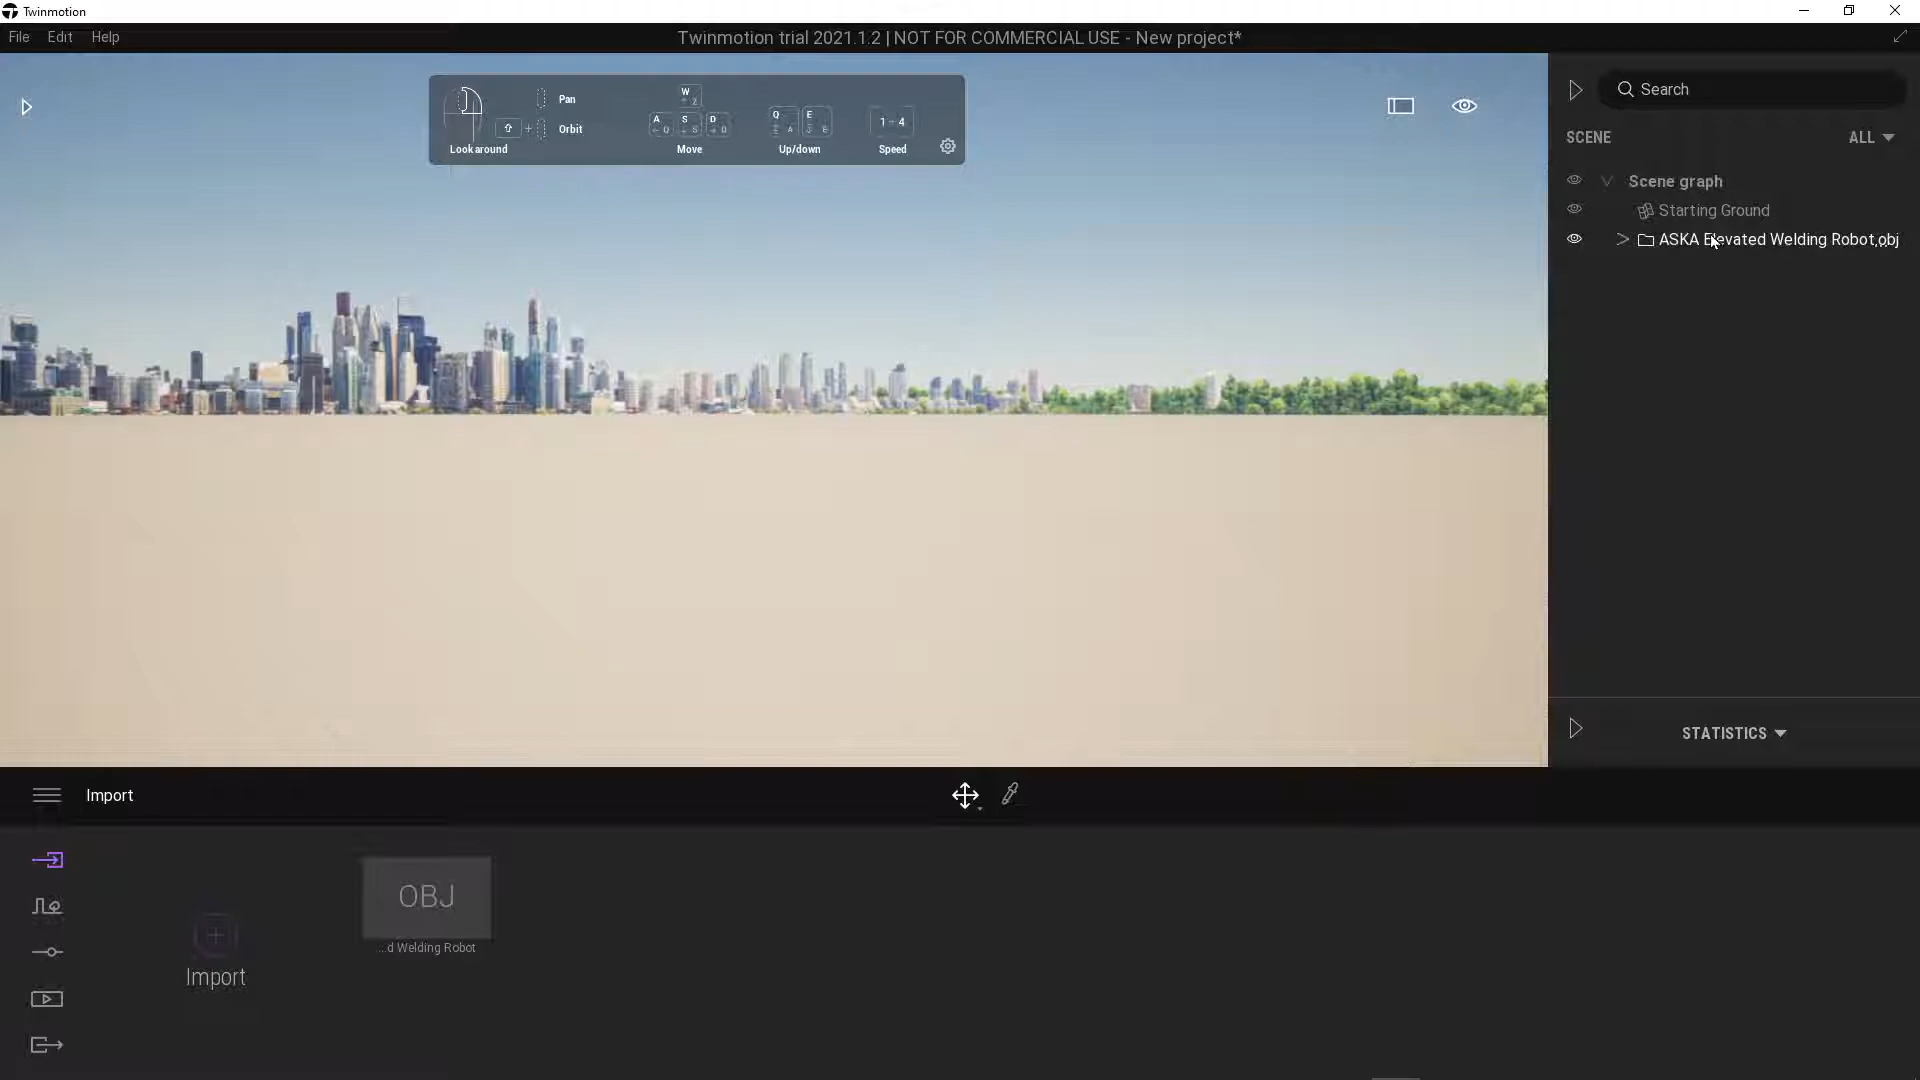 Twinmotion
File Edit Help
Twinmotion trial 2021.1.2 | NOT FOR COMMERCIAL USE - New project*
Pan
Orbit
Look around
W
A S D
Move
Q E
Up/down
1 - 4
Speed
Search
SCENE
ALL
Scene graph
Starting Ground
ASKA Elevated Welding Robot,obj
STATISTICS
Import
OBJ
...d Welding Robot
Import